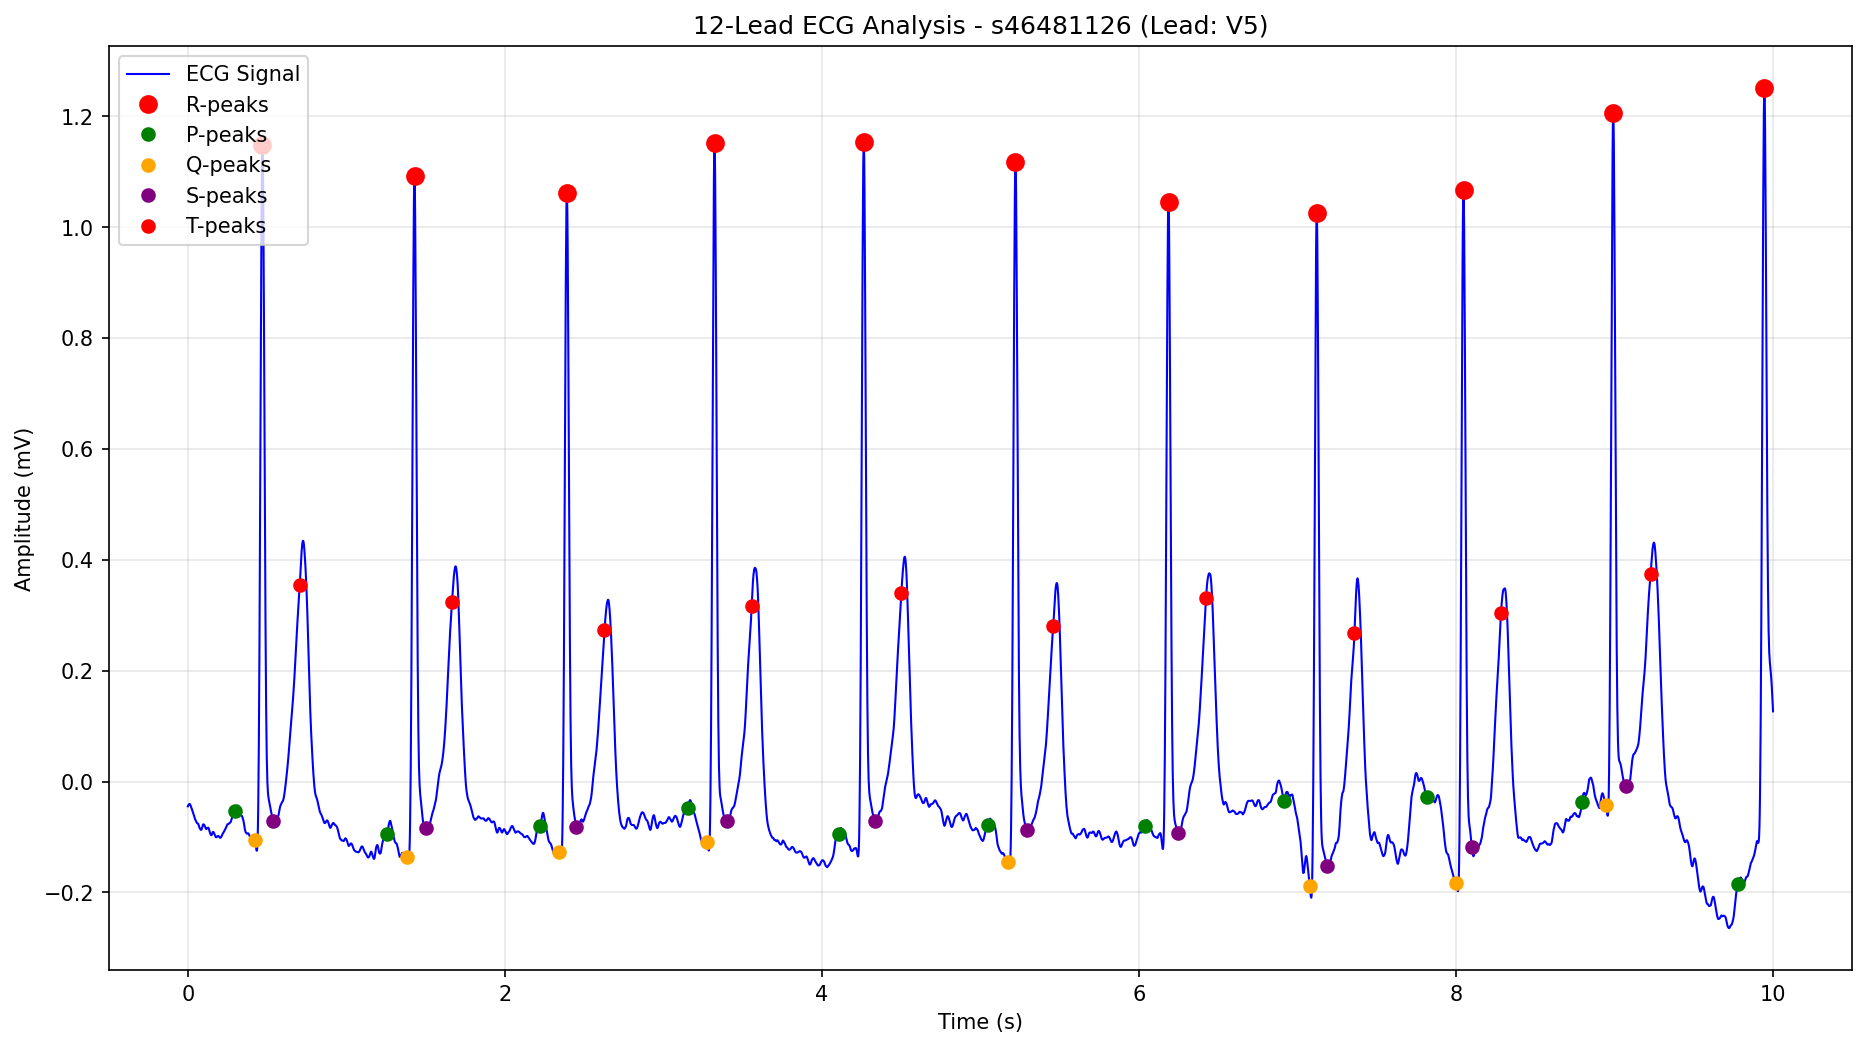 12-Lead ECG Analysis - s46481126 (Lead: V5)
ECG Signal
R-peaks
P-peaks
Q-peaks
S-peaks
T-peaks
Amplitude (mV)
1.2
1.0
0.8
0.6
0.4
0.2
0.0
−0.2
0 2 4 6 8 10
Time (s)